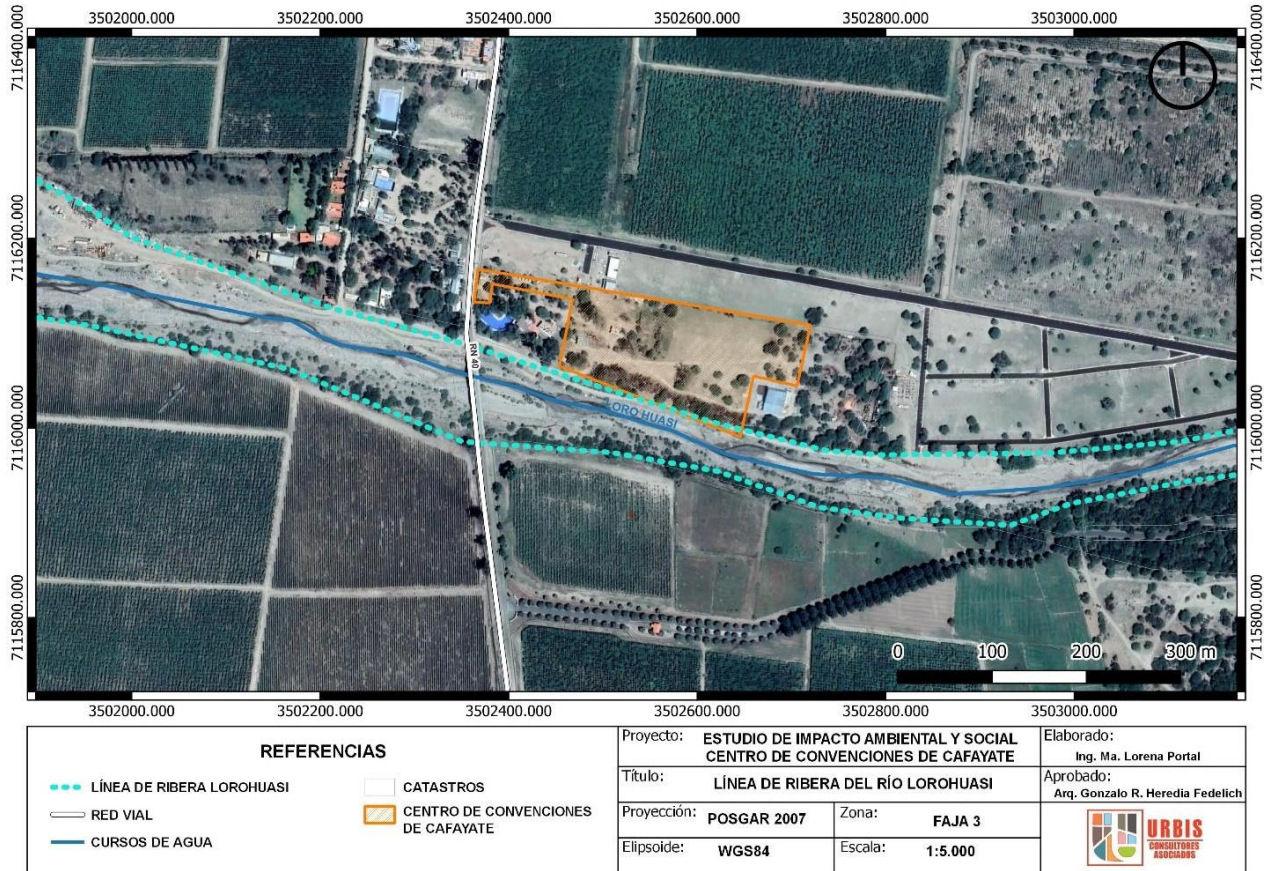 3502000.000 3502200.000 3502400.000 3502600.000 3502800.000 3503000.000
7116400.000
7116400.000
7116200.000
7116200.000
7116000.000
7116000.000
7115800.000
7115800.000
RN 40
LORO HUASI
0 100 200 300 m
3502000.000 3502200.000 3502400.000 3502600.000 3502800.000 3503000.000
REFERENCIAS
LÍNEA DE RIBERA LOROHUASI
RED VIAL
CURSOS DE AGUA
CATASTROS
CENTRO DE CONVENCIONES
DE CAFAYATE
Proyecto: ESTUDIO DE IMPACTO AMBIENTAL Y SOCIAL
CENTRO DE CONVENCIONES DE CAFAYATE
Título: LÍNEA DE RIBERA DEL RÍO LOROHUASI
Proyección: POSGAR 2007
Zona: FAJA 3
Elipsoide: WGS84
Escala: 1:5.000
Elaborado:
Ing. Ma. Lorena Portal
Aprobado:
Arq. Gonzalo R. Heredia Fedelich
URBIS
CONSULTORES
ASOCIADOS